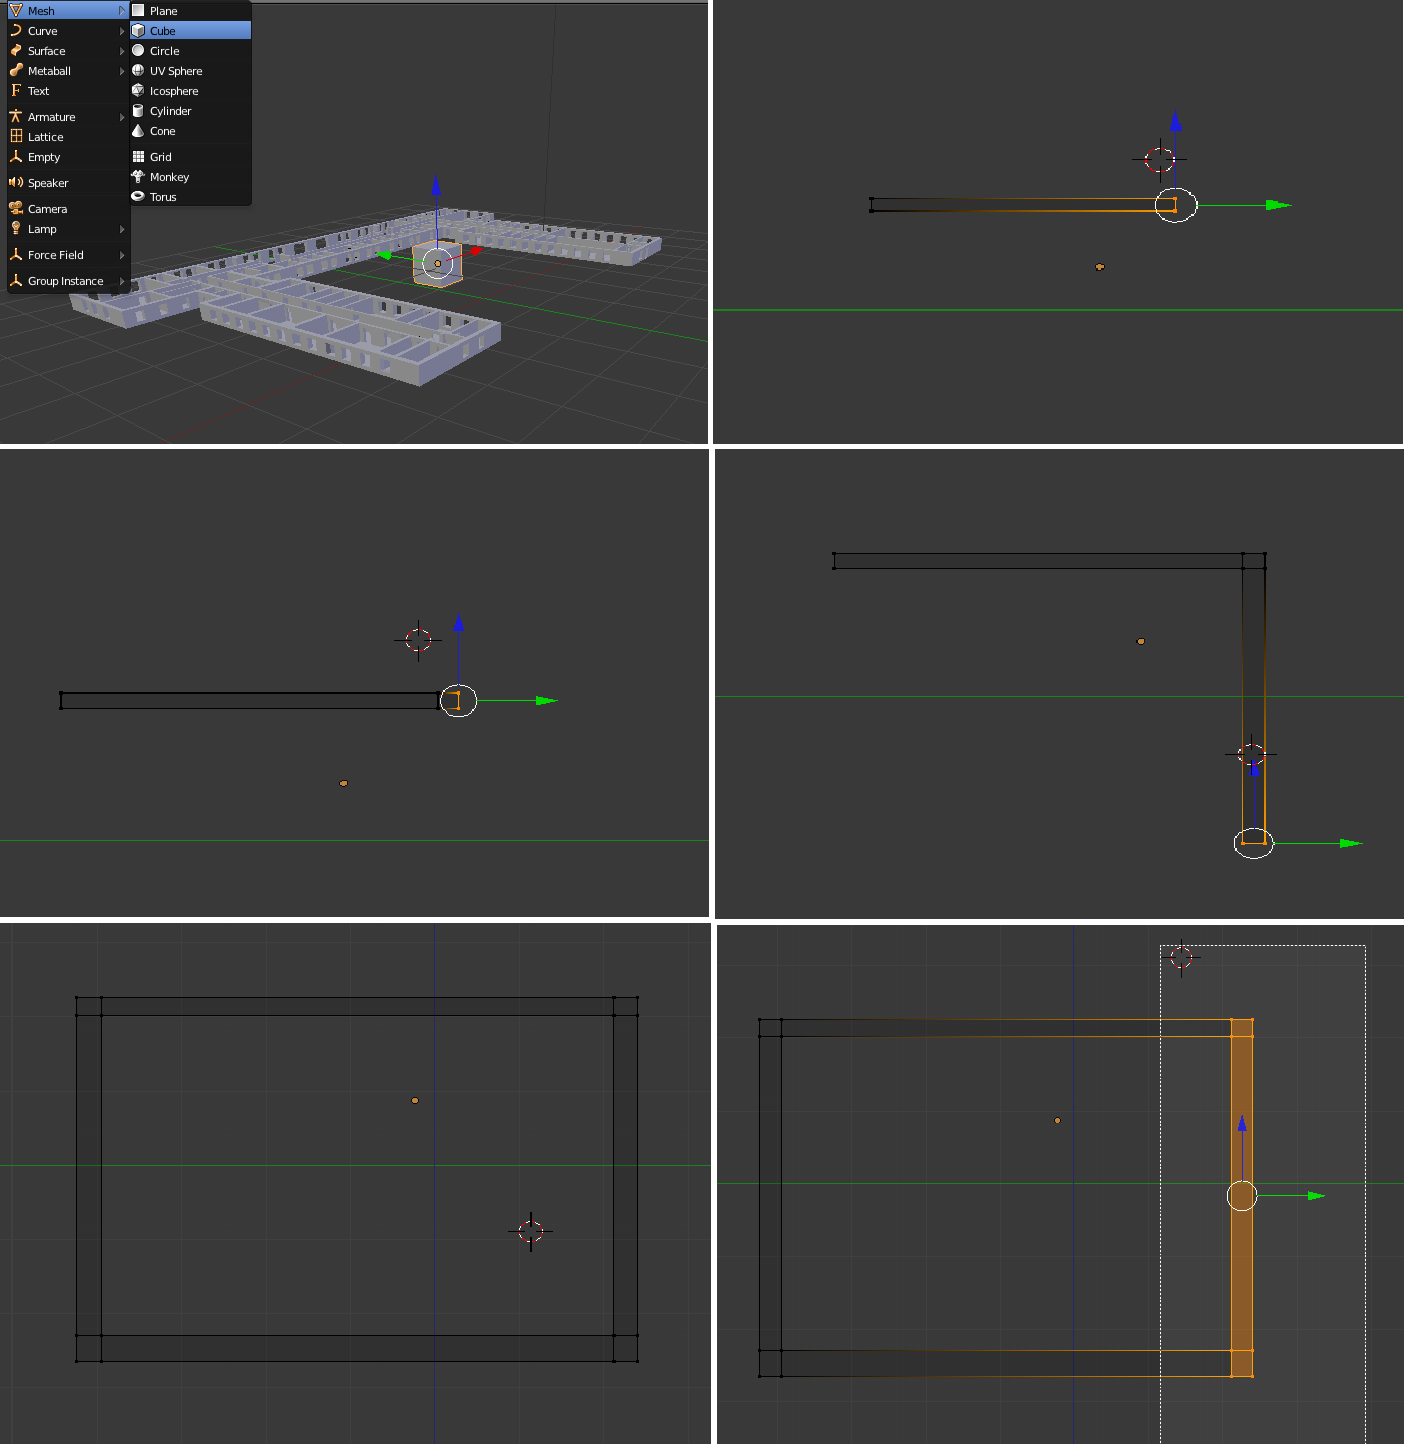 Mesh
Curve
Surface
Metaball
Text
Armature
Lattice
Empty
Speaker
Camera
Lamp
Force Field
Group Instance
Plane
Cube
Circle
UV Sphere
Icosphere
Cylinder
Cone
Grid
Monkey
Torus